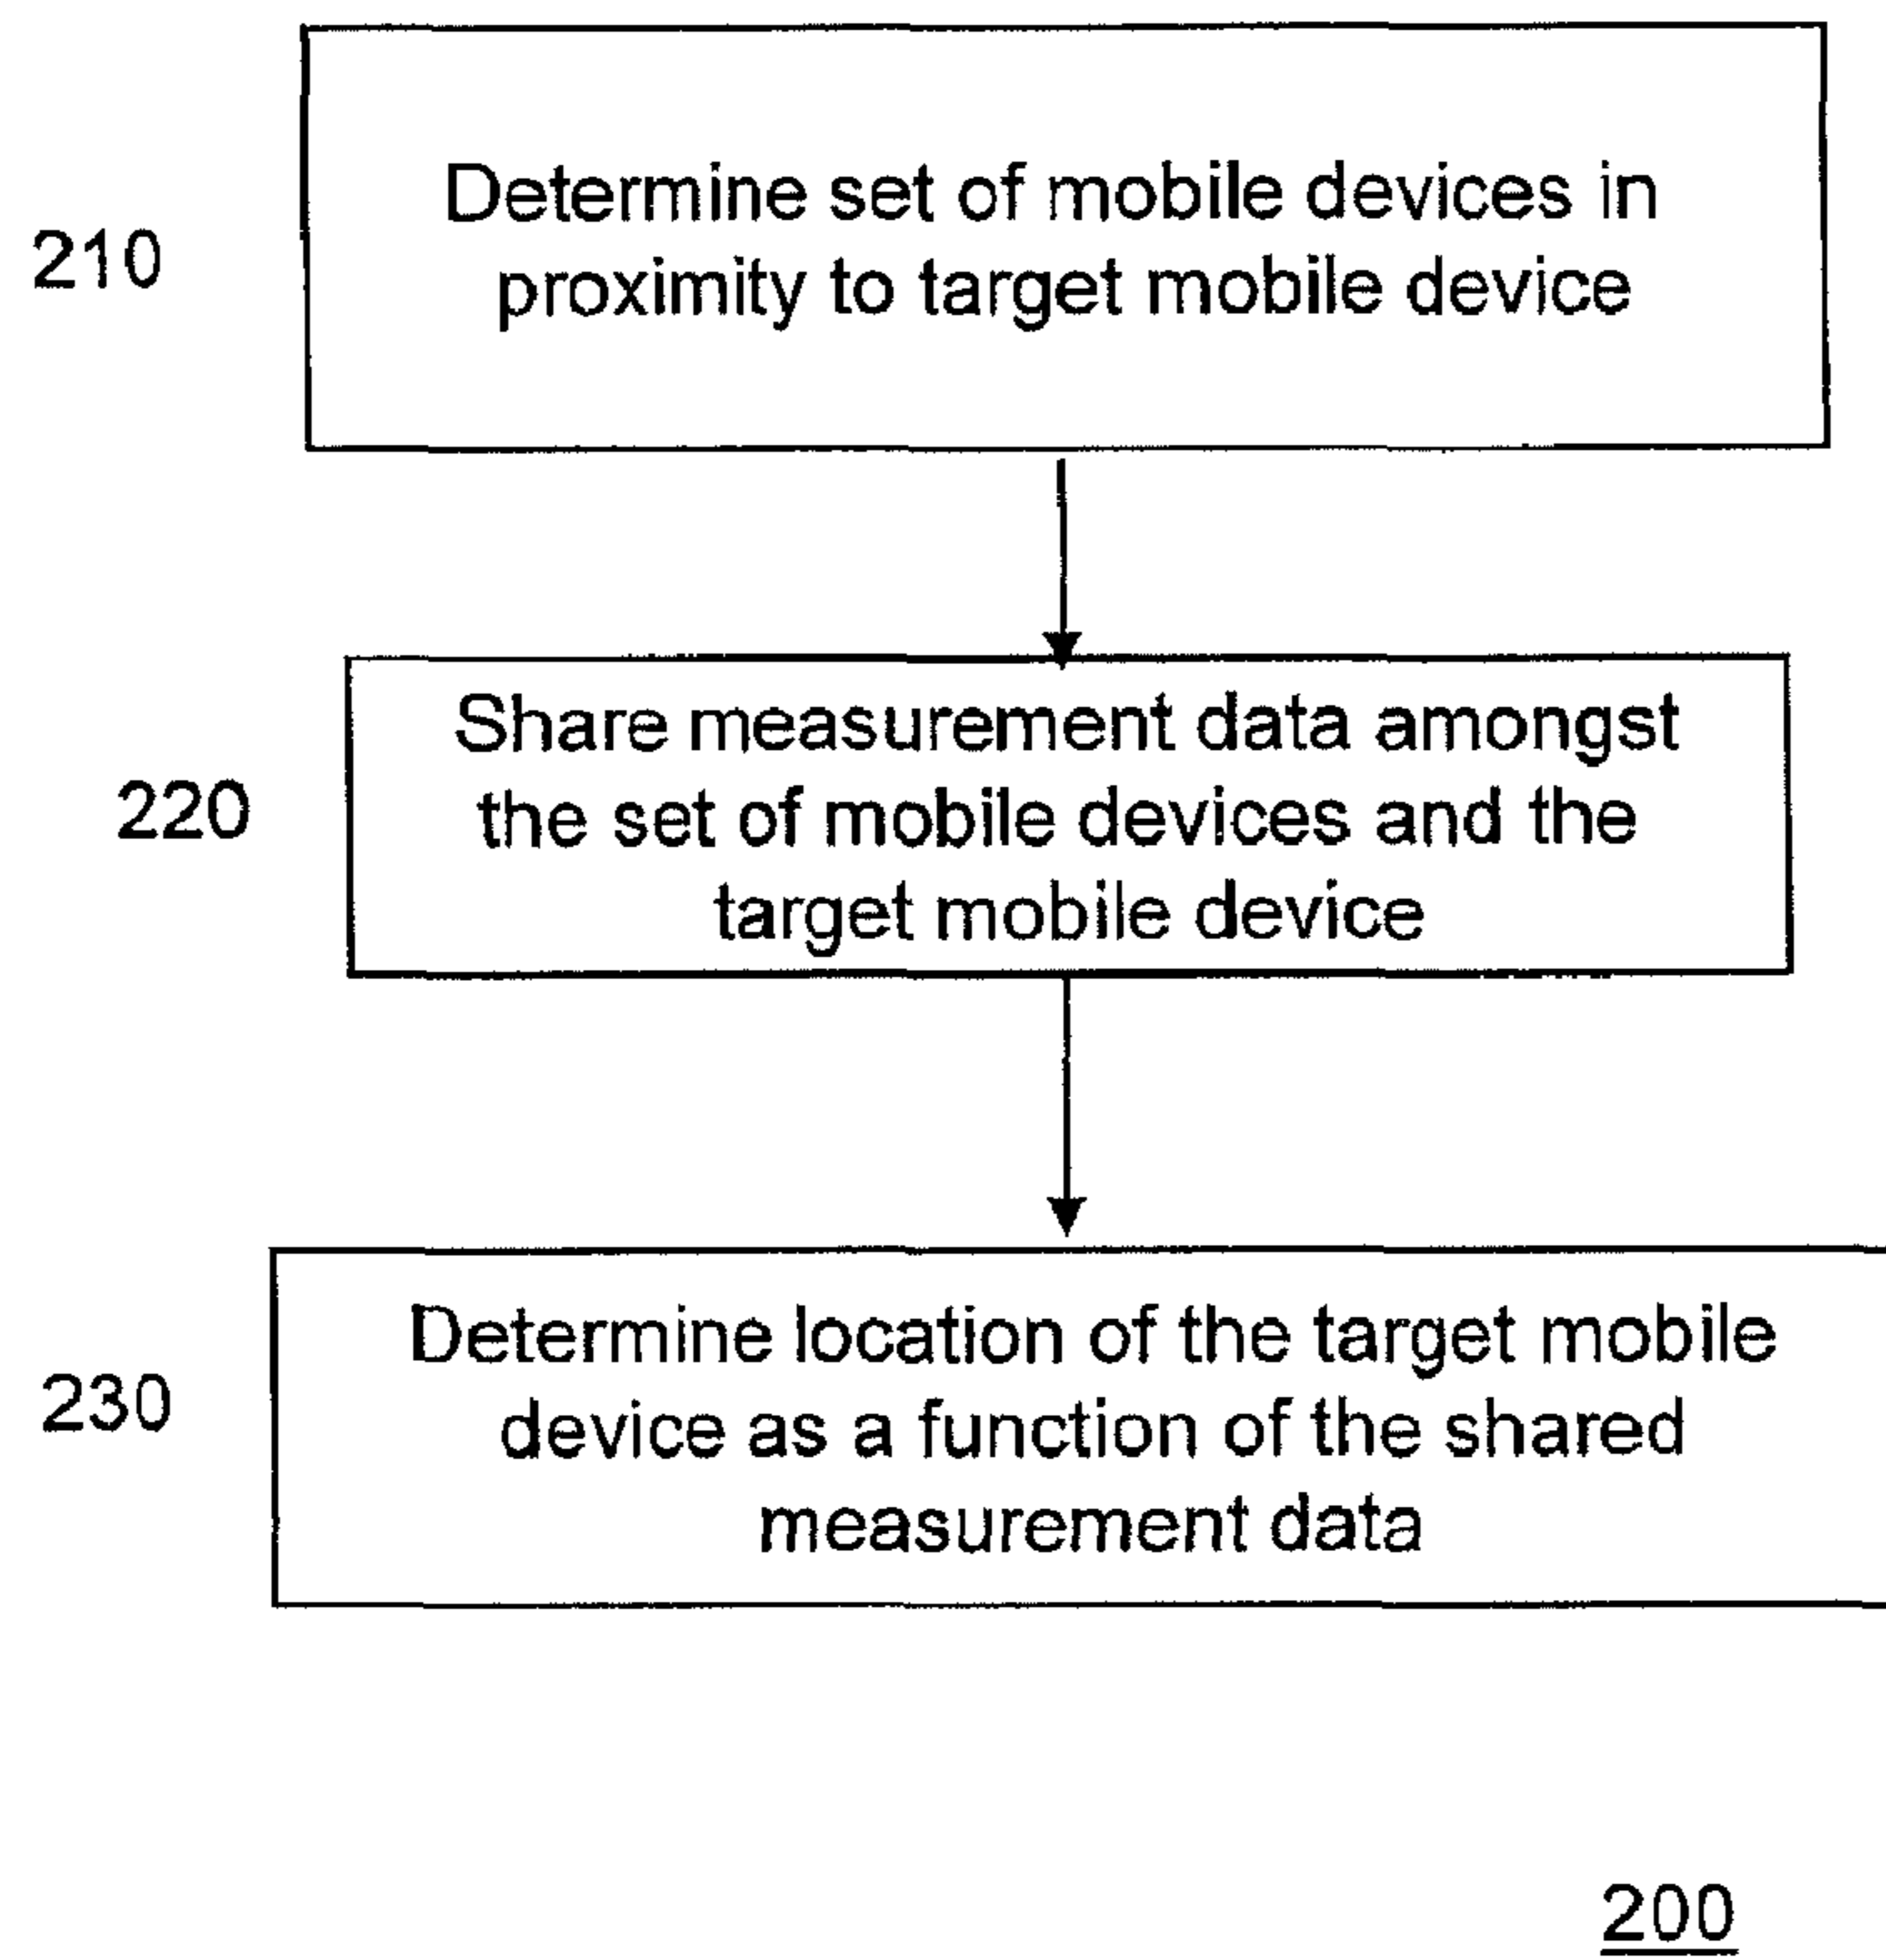 210
Determine set of mobile devices in
proximity to target mobile device
220
Share measurement data amongst
the set of mobile devices and the
target mobile device
230
Determine location of the target mobile
device as a function of the shared
measurement data
200